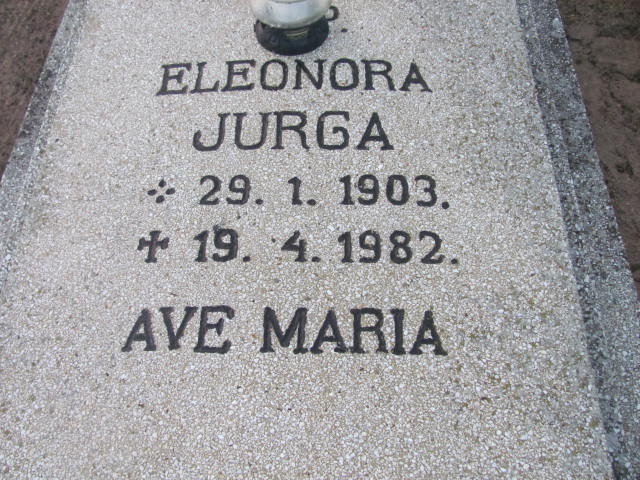 ELEONORA
JURGA
⁘ 29. 1. 1903.
✝ 19. 4. 1982.
AVE MARIA